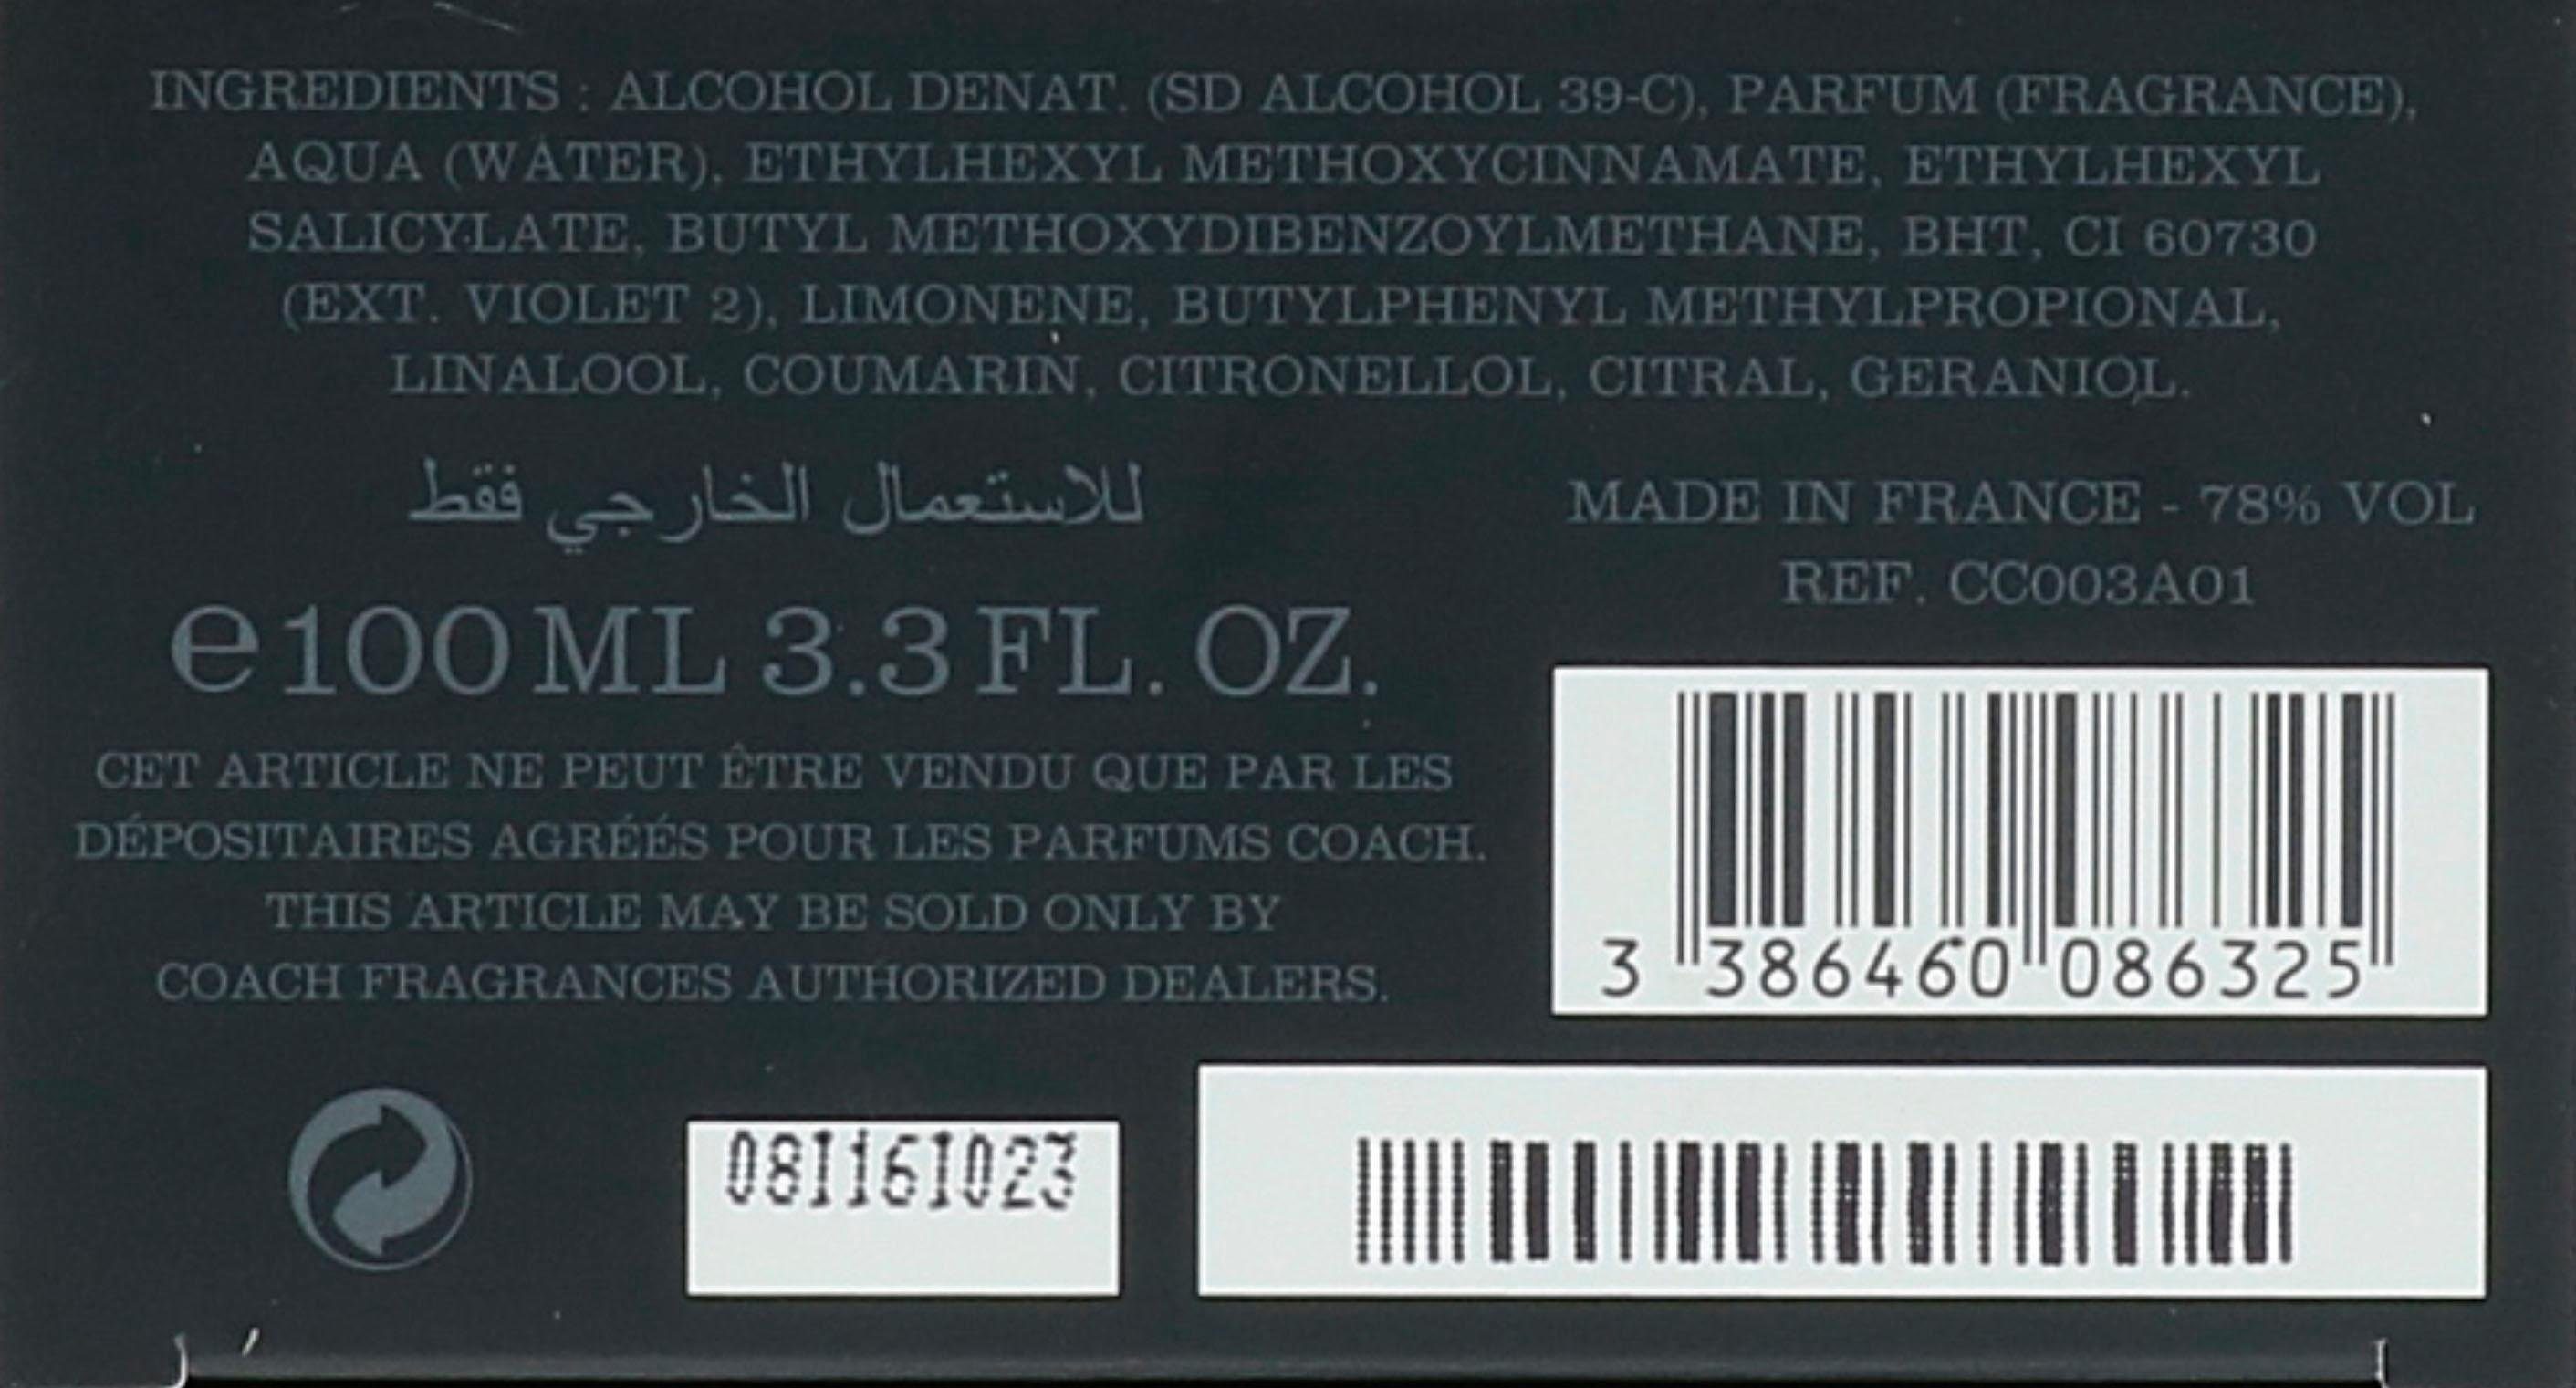 INGREDIENTS : ALCOHOL DENAT. (SD ALCOHOL 39-C), PARFUM (FRAGRANCE),
AQUA (WATER), ETHYLHEXYL METHOXYCINNAMATE, ETHYLHEXYL
SALICYLATE, BUTYL METHOXYDIBENZOYLMETHANE, BHT, CI 60730
(EXT. VIOLET 2), LIMONENE, BUTYLPHENYL METHYLPROPIONAL,
LINALOOL, COUMARIN, CITRONELLOL, CITRAL, GERANIOL.
للاستعمال الخارجي فقط
MADE IN FRANCE - 78% VOL
REF. CC003A01
e 100 ML 3.3 FL. OZ.
CET ARTICLE NE PEUT ÊTRE VENDU QUE PAR LES
DÉPOSITAIRES AGRÉÉS POUR LES PARFUMS COACH.
THIS ARTICLE MAY BE SOLD ONLY BY
COACH FRAGRANCES AUTHORIZED DEALERS.
3 386460 086325
081161023